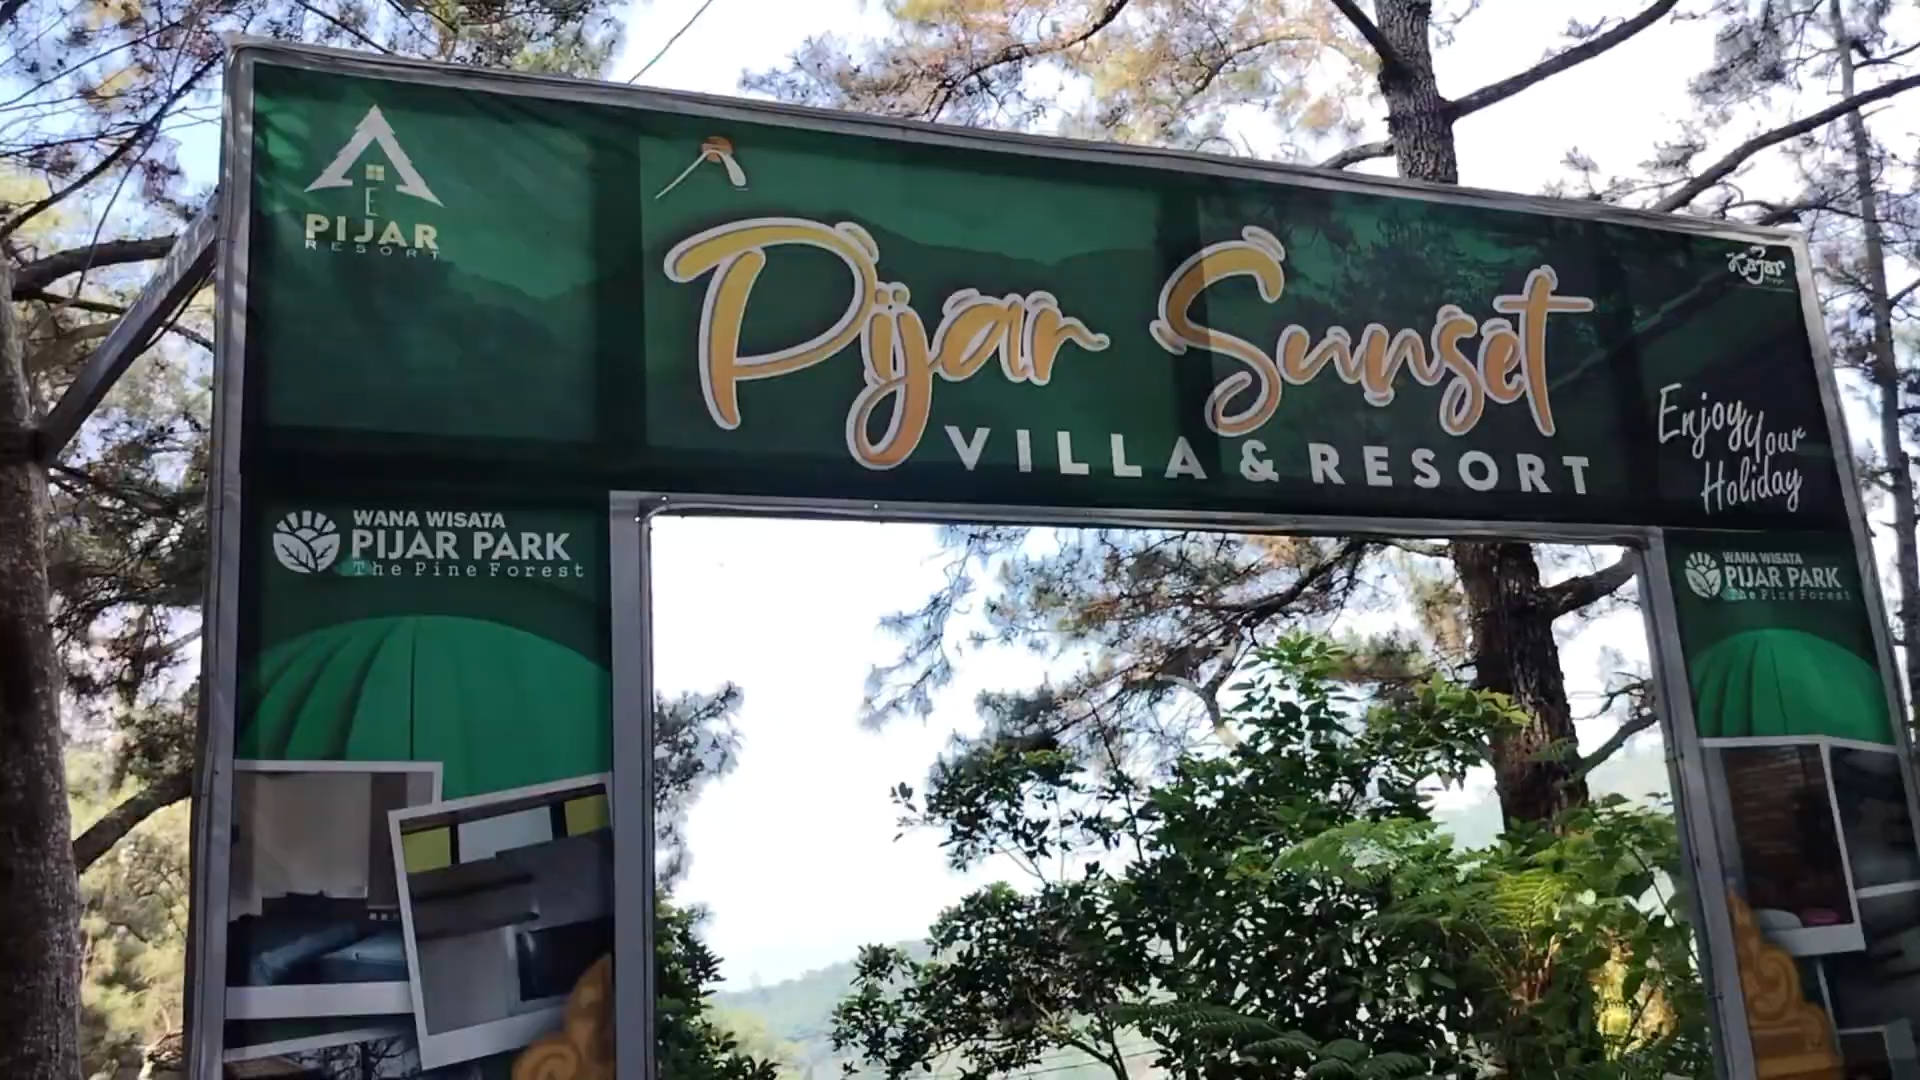 PIJAR
RESORT
Pijar Sunset
VILLA & RESORT
Kajar
Enjoy Your
Holiday
WANA WISATA
PIJAR PARK
The Pine Forest
WANA WISATA
PIJAR PARK
The Pine Forest